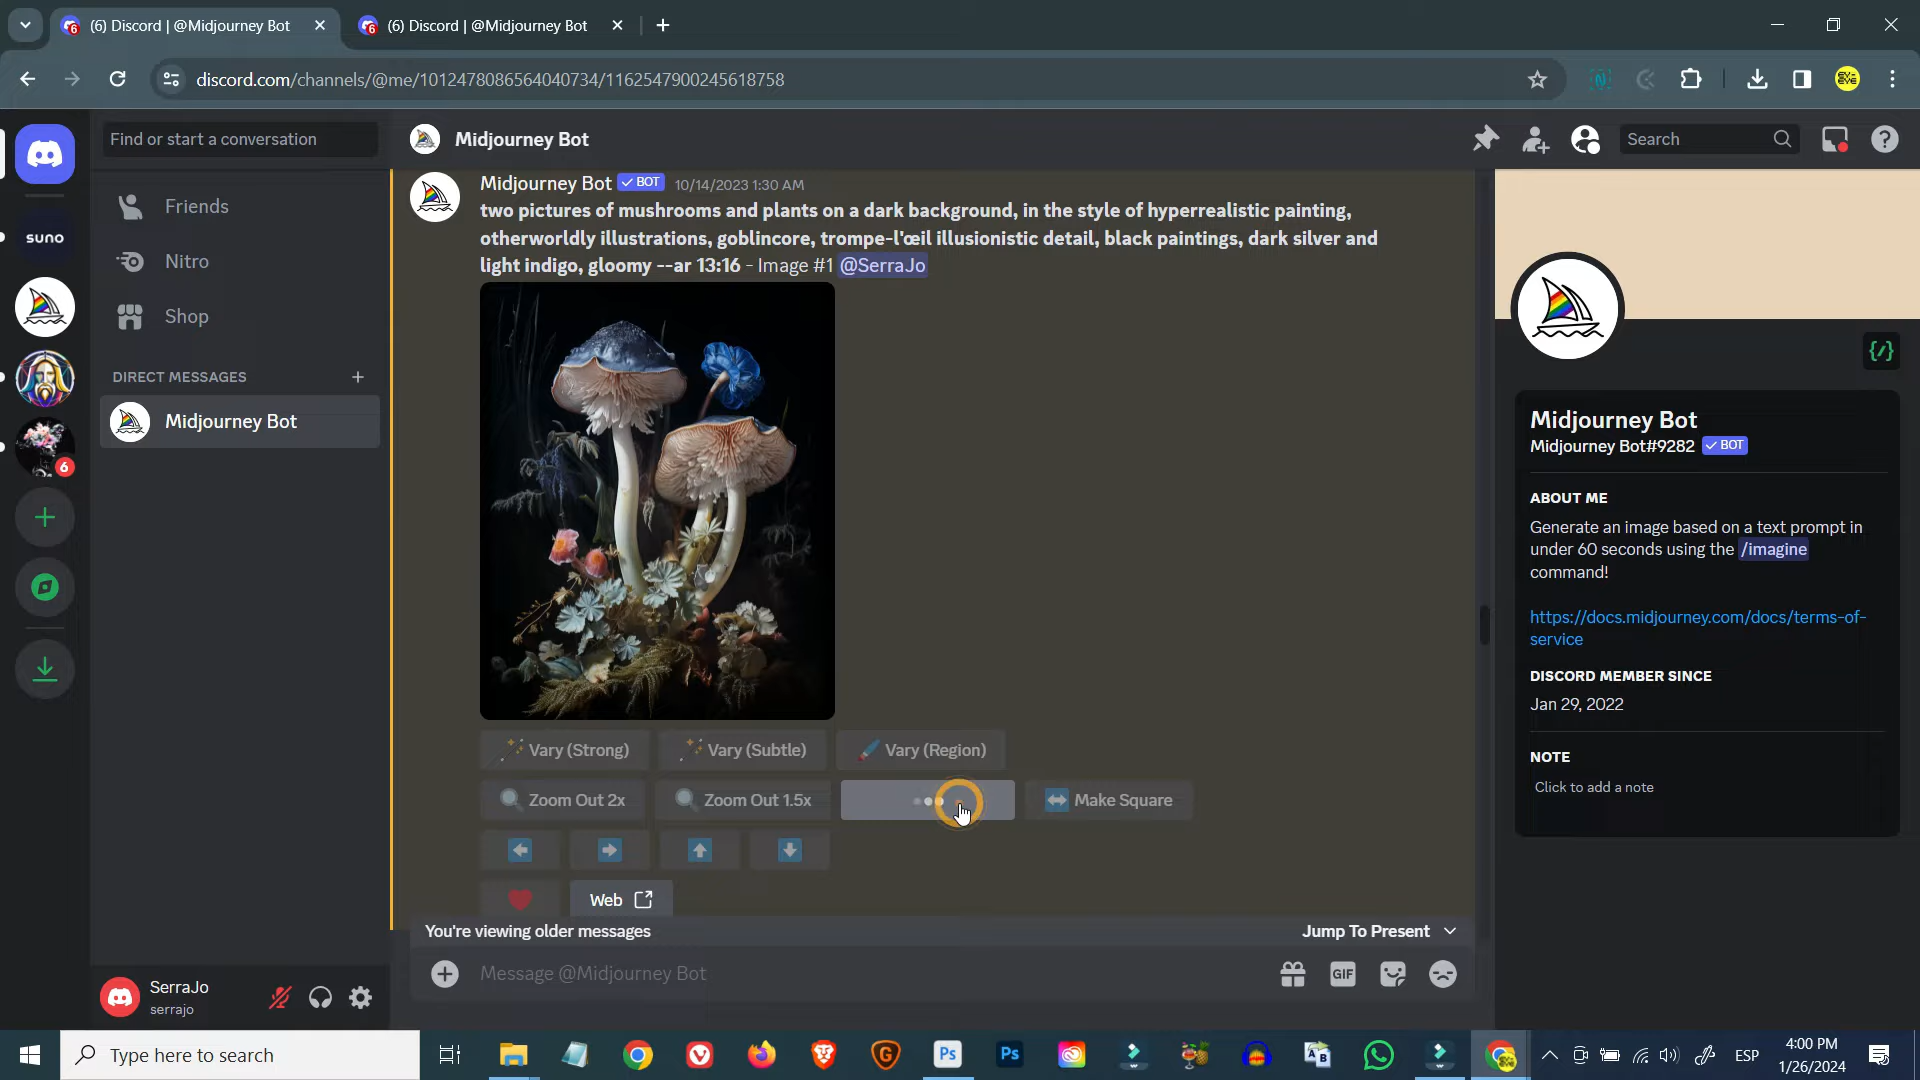 (6) Discord | @Midjourney Bot
(6) Discord | @Midjourney Bot
discord.com/channels/@me/1012478086564040734/1162547900245618758
Find or start a conversation
Midjourney Bot
Search
suno
Friends
Nitro
Shop
DIRECT MESSAGES
Midjourney Bot
6
Midjourney Bot BOT 10/14/2023 1:30 AM
two pictures of mushrooms and plants on a dark background, in the style of hyperrealistic painting,
otherworldly illustrations, goblincore, trompe-l'œil illusionistic detail, black paintings, dark silver and
light indigo, gloomy --ar 13:16 - Image #1 @SerraJo
Vary (Strong)
Vary (Subtle)
Vary (Region)
Zoom Out 2x
Zoom Out 1.5x
Make Square
Web
You're viewing older messages
Jump To Present
Message @Midjourney Bot
GIF
SerraJo
serrajo
Midjourney Bot
Midjourney Bot#9282 BOT
ABOUT ME
Generate an image based on a text prompt in
under 60 seconds using the /imagine
command!
https://docs.midjourney.com/docs/terms-of-
service
DISCORD MEMBER SINCE
Jan 29, 2022
NOTE
Click to add a note
Type here to search
Ps
Ps
ESP
4:00 PM
1/26/2024